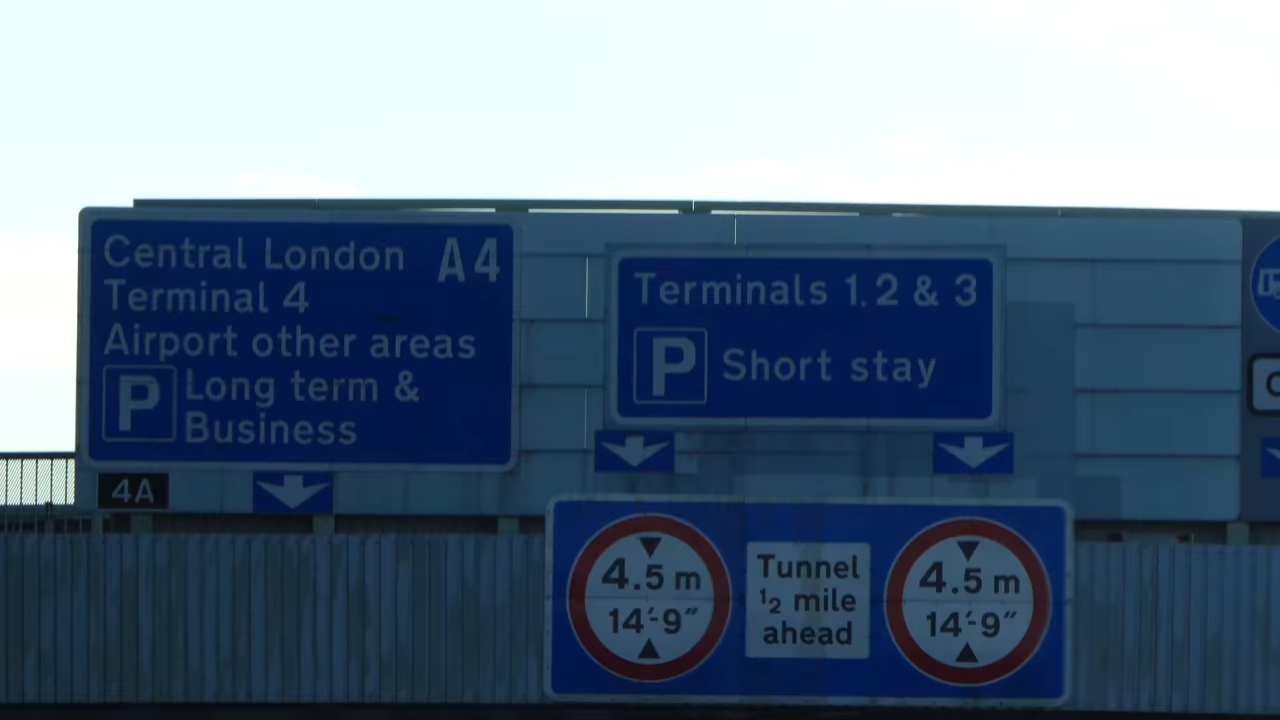 Central London A4
Terminal 4
Airport other areas
P Long term &
Business
4A
Terminals 1, 2 & 3
P Short stay
4.5 m
14'-9"
Tunnel
½ mile
ahead
4.5 m
14'-9"